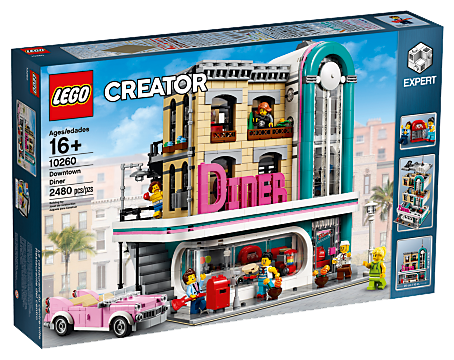 LEGO
CREATOR
EXPERT
Ages/edades
16+
10260
Downtown
Diner
2480 pcs/pzs
DINER